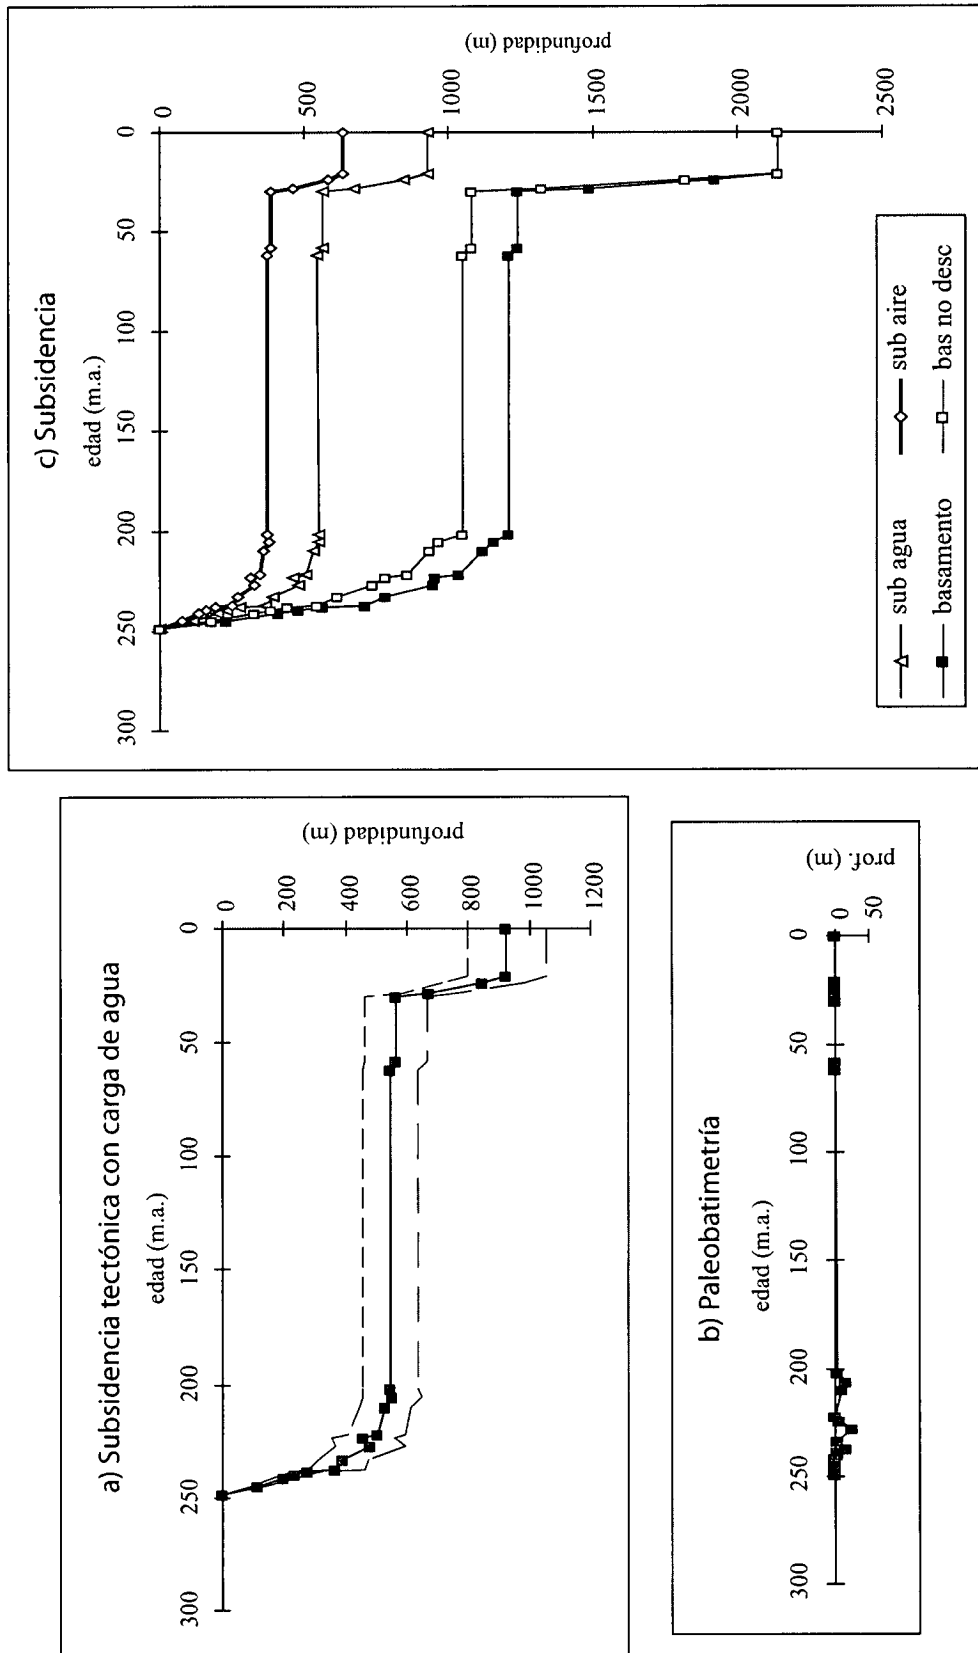 a) Subsidencia tectónica con carga de agua
edad (m.a.)
300 250 200 150 100 50 0
0
200
400
600
800
1000
1200
profundidad (m)
b) Paleobatimetría
edad (m.a.)
300 250 200 150 100 50 0
0
50
prof. (m)
c) Subsidencia
edad (m.a.)
300 250 200 150 100 50 0
0
500
1000
1500
2000
2500
profundidad (m)
sub agua sub aire
basamento bas no desc